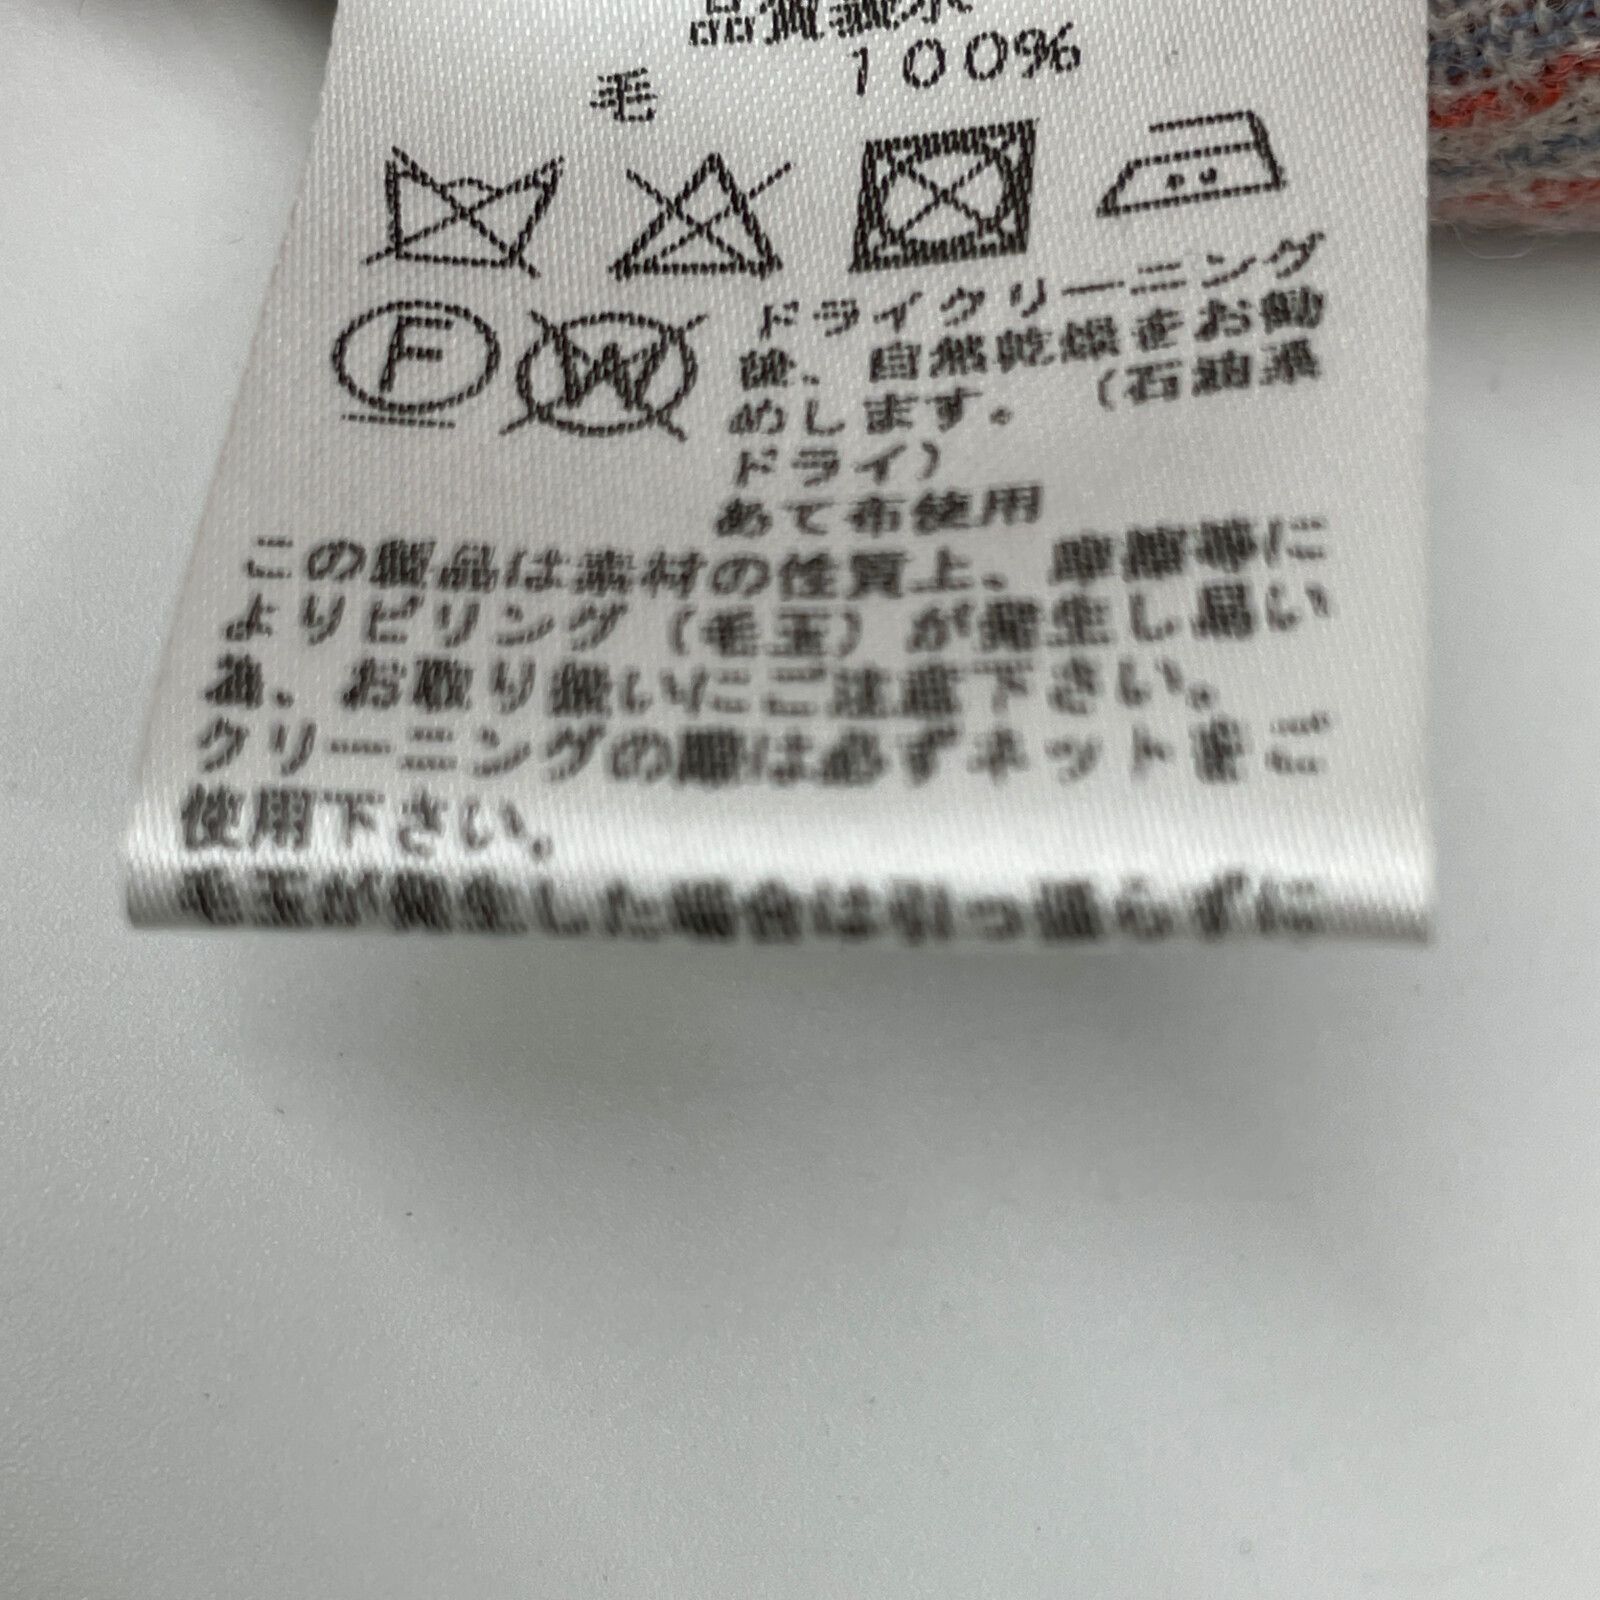 品質表示
毛 100%
F W
ドライクリーニング
後、自然乾燥をお勧
めします。（石油系
ドライ）
あて布使用
この製品は素材の性質上、摩擦等に
よりピリング（毛玉）が発生し易い
為、お取り扱いにご注意下さい。
クリーニングの際は必ずネットをご
使用下さい。
毛玉が発生した場合は引っ張らずに